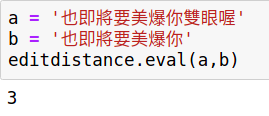 a = '也即將要美爆你雙眼喔'
b = '也即將要美爆你'
editdistance.eval(a,b)
3